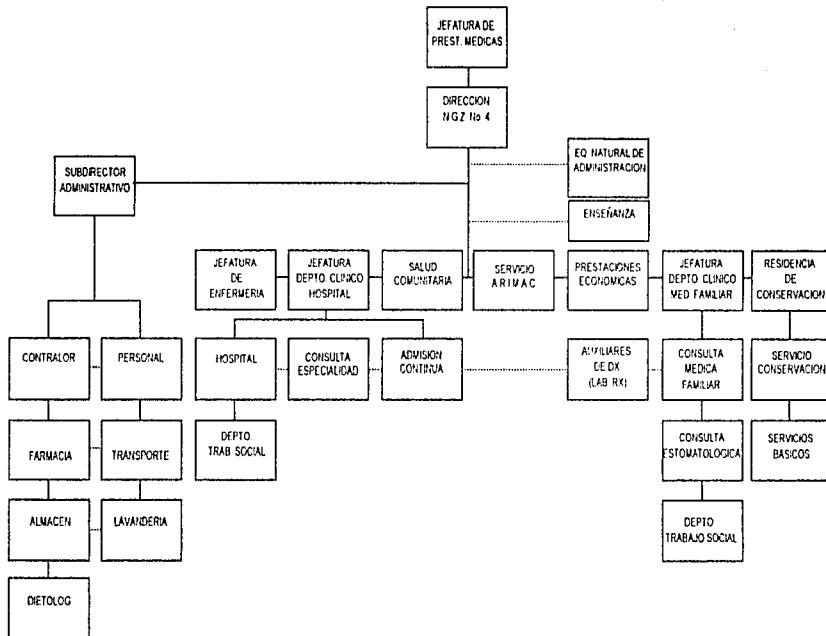 JEFATURA DE
PREST. MEDICAS
DIRECCION
N.G.Z No 4
SUBDIRECTOR
ADMINISTRATIVO
EQ NATURAL DE
ADMINISTRACION
ENSEÑANZA
JEFATURA
DE
ENFERMERIA
JEFATURA
DEPTO CLINICO
HOSPITAL
SALUD
COMUNITARIA
SERVICIO
ARIMAC
PRESTACIONES
ECONOMICAS
JEFATURA
DEPTO CLINICO
MED FAMILIAR
RESIDENCIA
DE
CONSERVACION
CONTRALOR
PERSONAL
HOSPITAL
CONSULTA
ESPECIALIDAD
ADMISION
CONTINUA
AUXILIARES
DE DX
(LAB RX)
CONSULTA
MEDICA
FAMILIAR
SERVICIO
CONSERVACION
FARMACIA
TRANSPORTE
DEPTO
TRAB SOCIAL
CONSULTA
ESTOMATOLOGICA
SERVICIOS
BASICOS
ALMACEN
LAVANDERIA
DEPTO
TRABAJO SOCIAL
DIETOLOG